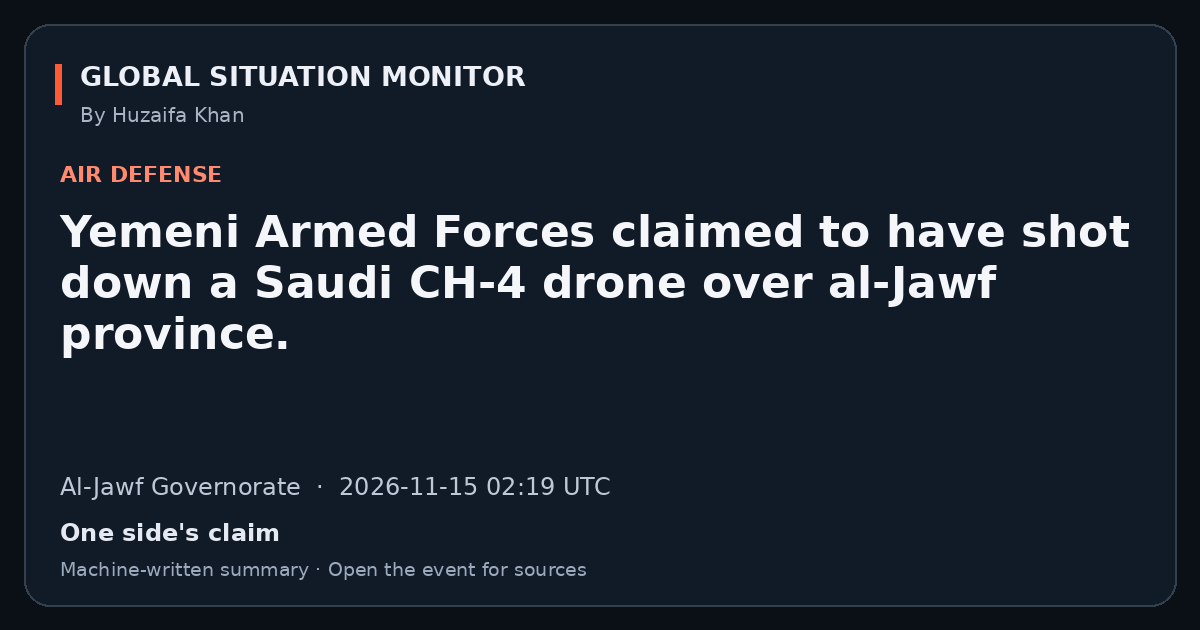 GLOBAL SITUATION MONITOR
By Huzaifa Khan
AIR DEFENSE
Yemeni Armed Forces claimed to have shot
down a Saudi CH-4 drone over al-Jawf
province.
Al-Jawf Governorate · 2026-11-15 02:19 UTC
One side's claim
Machine-written summary · Open the event for sources